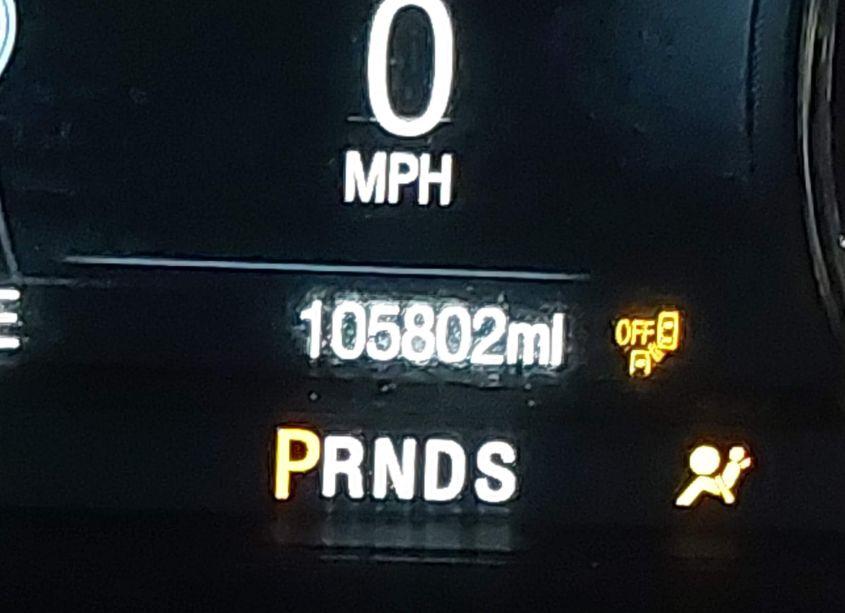 0
MPH
E
105802mi
OFF
PRNDS